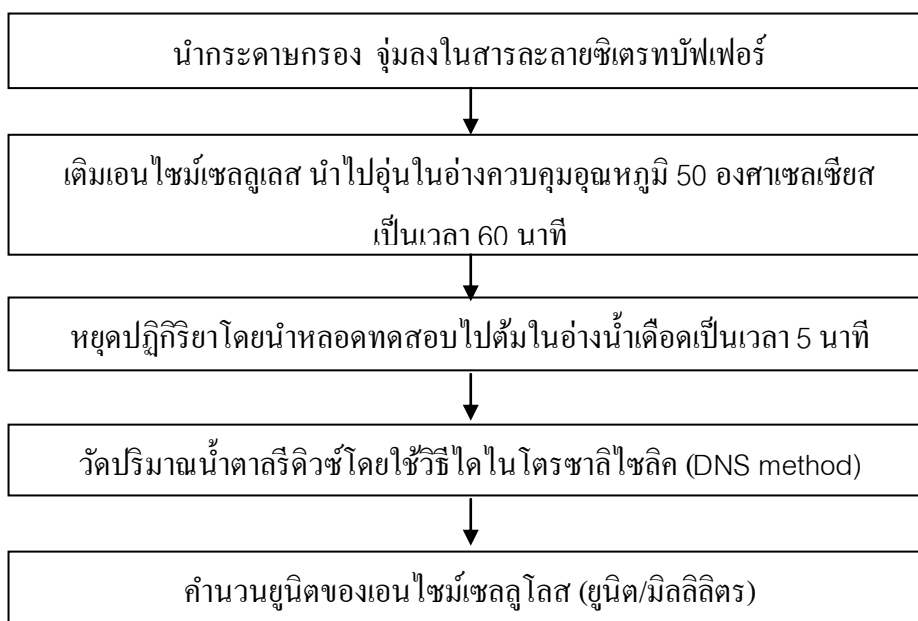 นำกระดาษกรอง จุ่มลงในสารละลายซิเตรทบัฟเฟอร์
เติมเอนไซม์เซลลูเลส นำไปอุ่นในอ่างควบคุมอุณหภูมิ 50 องศาเซลเซียส
เป็นเวลา 60 นาที
หยุดปฏิกิริยาโดยนำหลอดทดสอบไปต้มในอ่างน้ำเดือดเป็นเวลา 5 นาที
วัดปริมาณน้ำตาลรีดิวซ์โดยใช้วิธีไดไนโตรซาลิไซลิค (DNS method)
คำนวนยูนิตของเอนไซม์เซลลูโลส (ยูนิต/มิลลิลิตร)